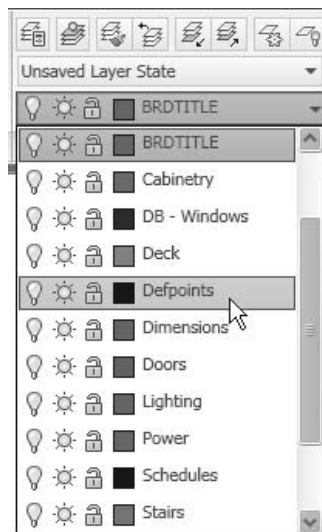 Unsaved Layer State
BRDTITLE
BRDTITLE
Cabinetry
DB - Windows
Deck
Defpoints
Dimensions
Doors
Lighting
Power
Schedules
Stairs